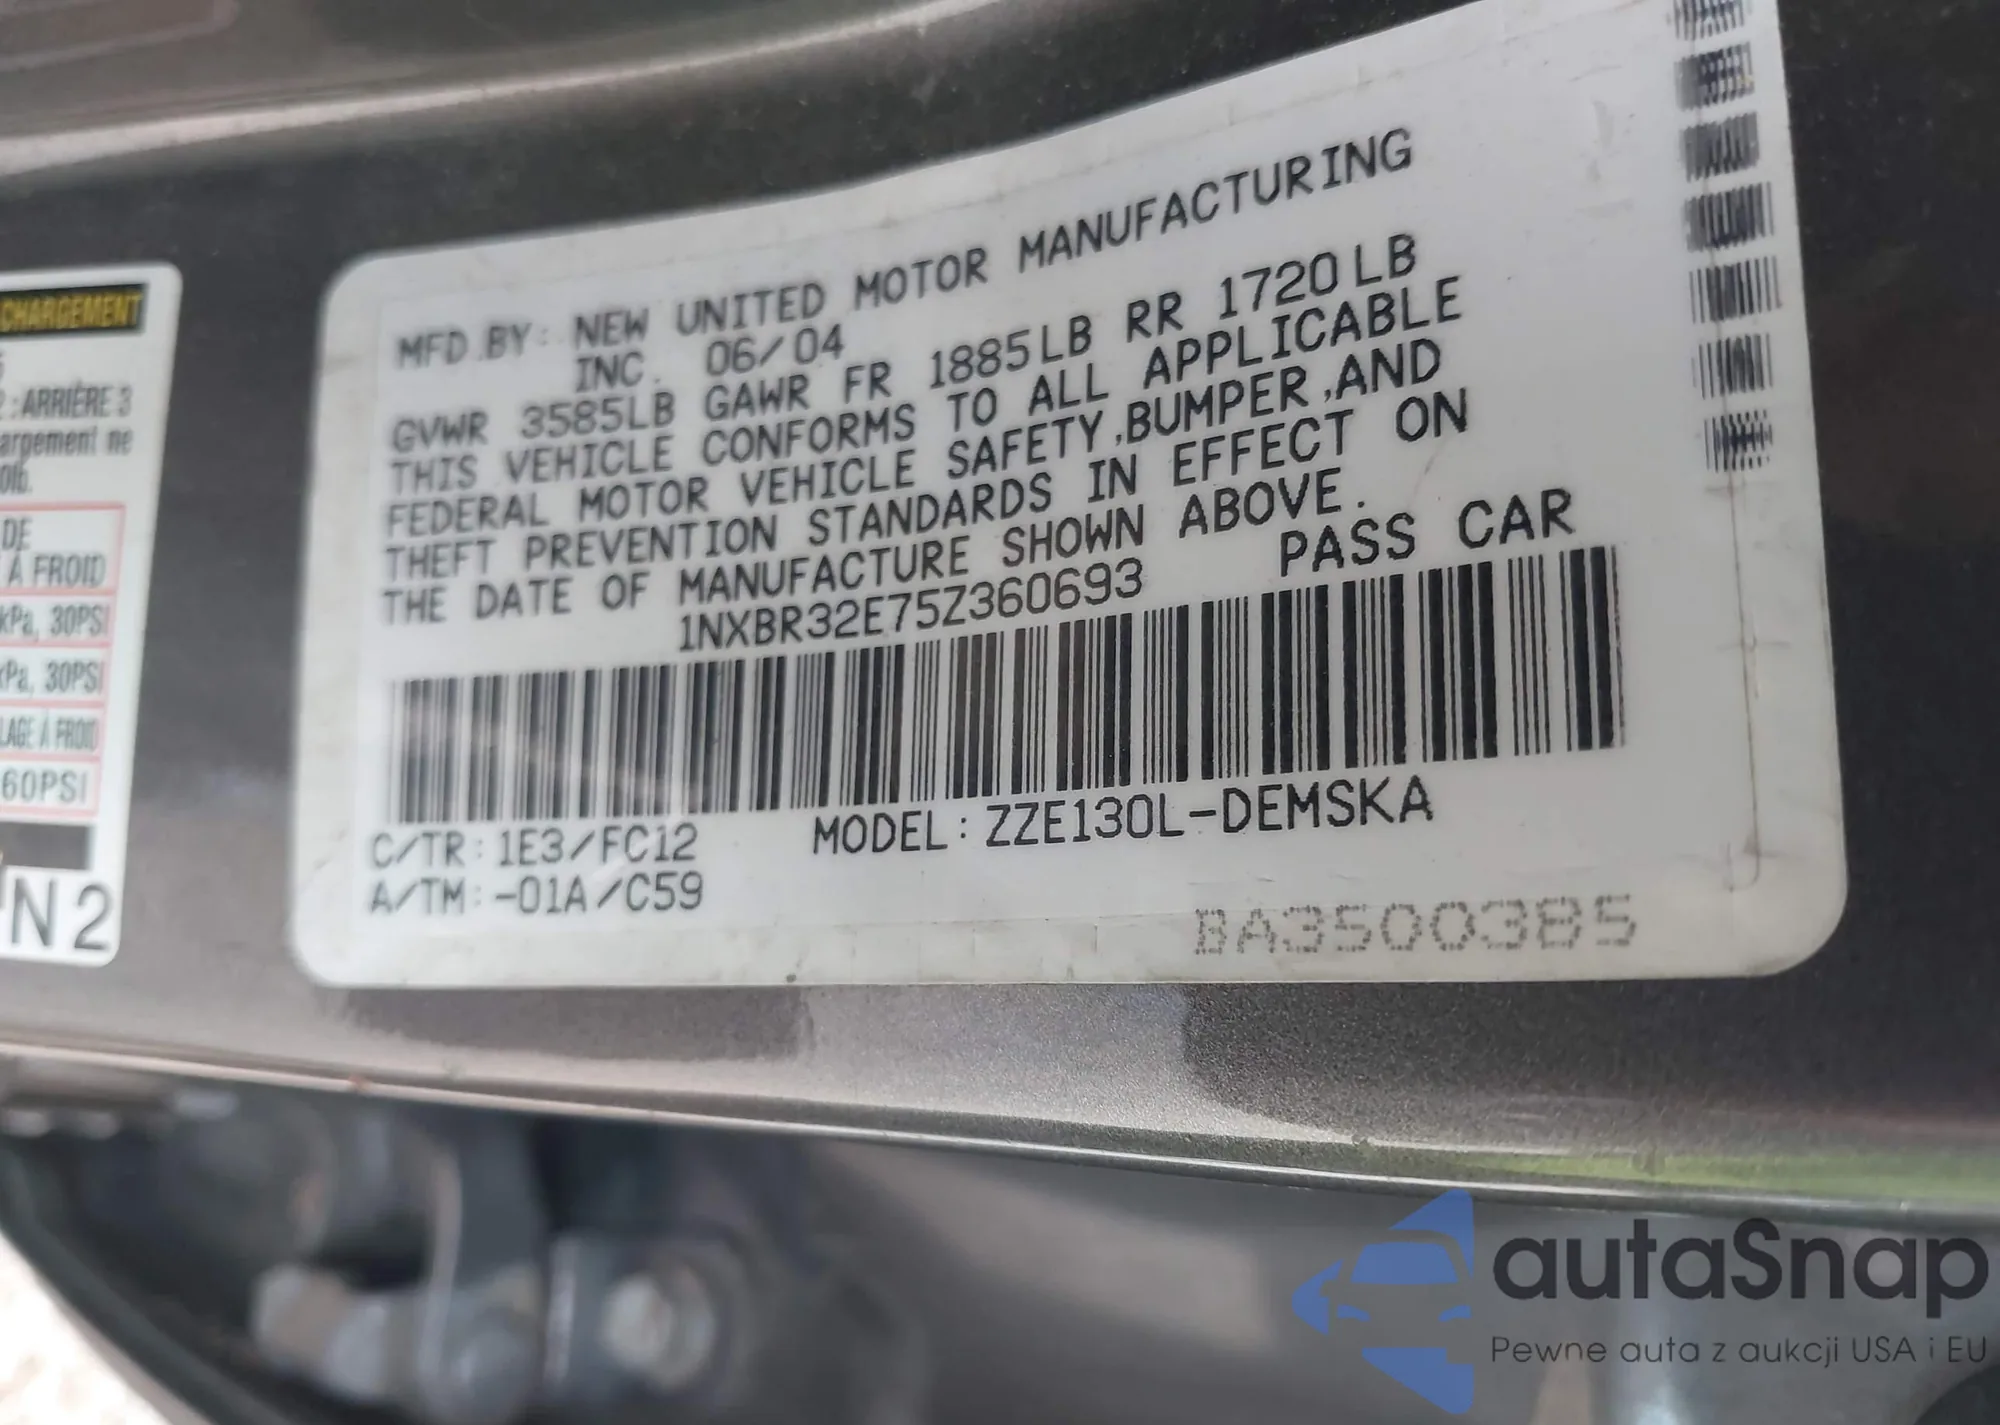 CHARGEMENT
: ARRIÈRE 3
argement ne
DE
À FROID
kPa, 30PSI
kPa, 30PSI
LAGE À FROID
60PSI
N2
MFD.BY: NEW UNITED MOTOR MANUFACTURING
INC. 06/04
GVWR 3585LB GAWR FR 1885LB RR 1720LB
THIS VEHICLE CONFORMS TO ALL APPLICABLE
FEDERAL MOTOR VEHICLE SAFETY,BUMPER,AND
THEFT PREVENTION STANDARDS IN EFFECT ON
THE DATE OF MANUFACTURE SHOWN ABOVE.
1NXBR32E75Z360693 PASS CAR
C/TR: 1E3/FC12 MODEL: ZZE130L-DEMSKA
A/TM: -01A/C59
BA3500385
autaSnap
Pewne auta z aukcji USA i EU